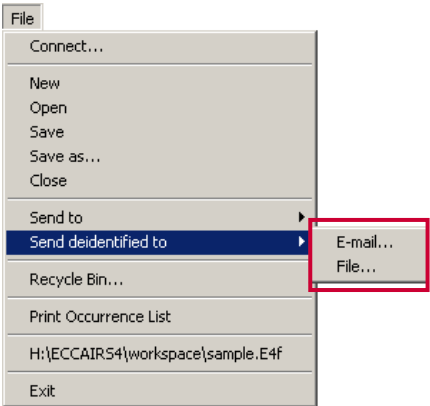 File
Connect...
New
Open
Save
Save as...
Close
Send to
Send deidentified to
E-mail...
File...
Recycle Bin...
Print Occurrence List
H:\ECCAIRS4\workspace\sample.E4f
Exit